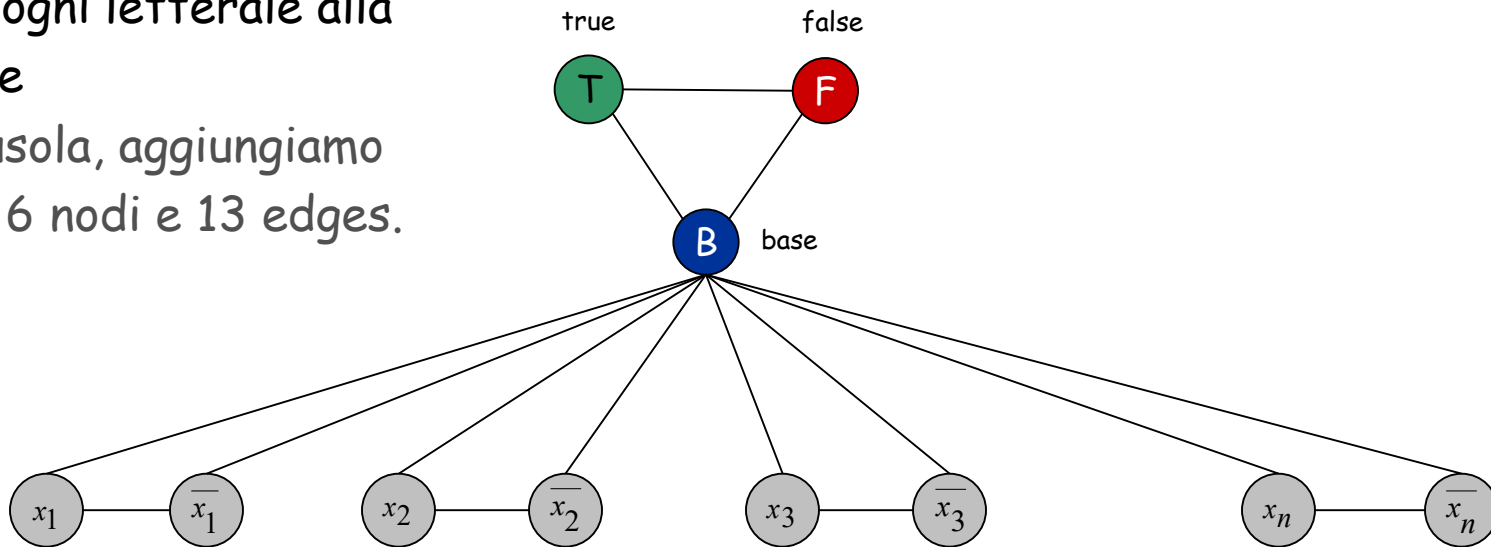 ogni letterale alla
e
usola, aggiungiamo
6 nodi e 13 edges.
true false
T F
B base
x₁ x̅₁ x₂ x̅₂ x₃ x̅₃ xₙ x̅ₙ